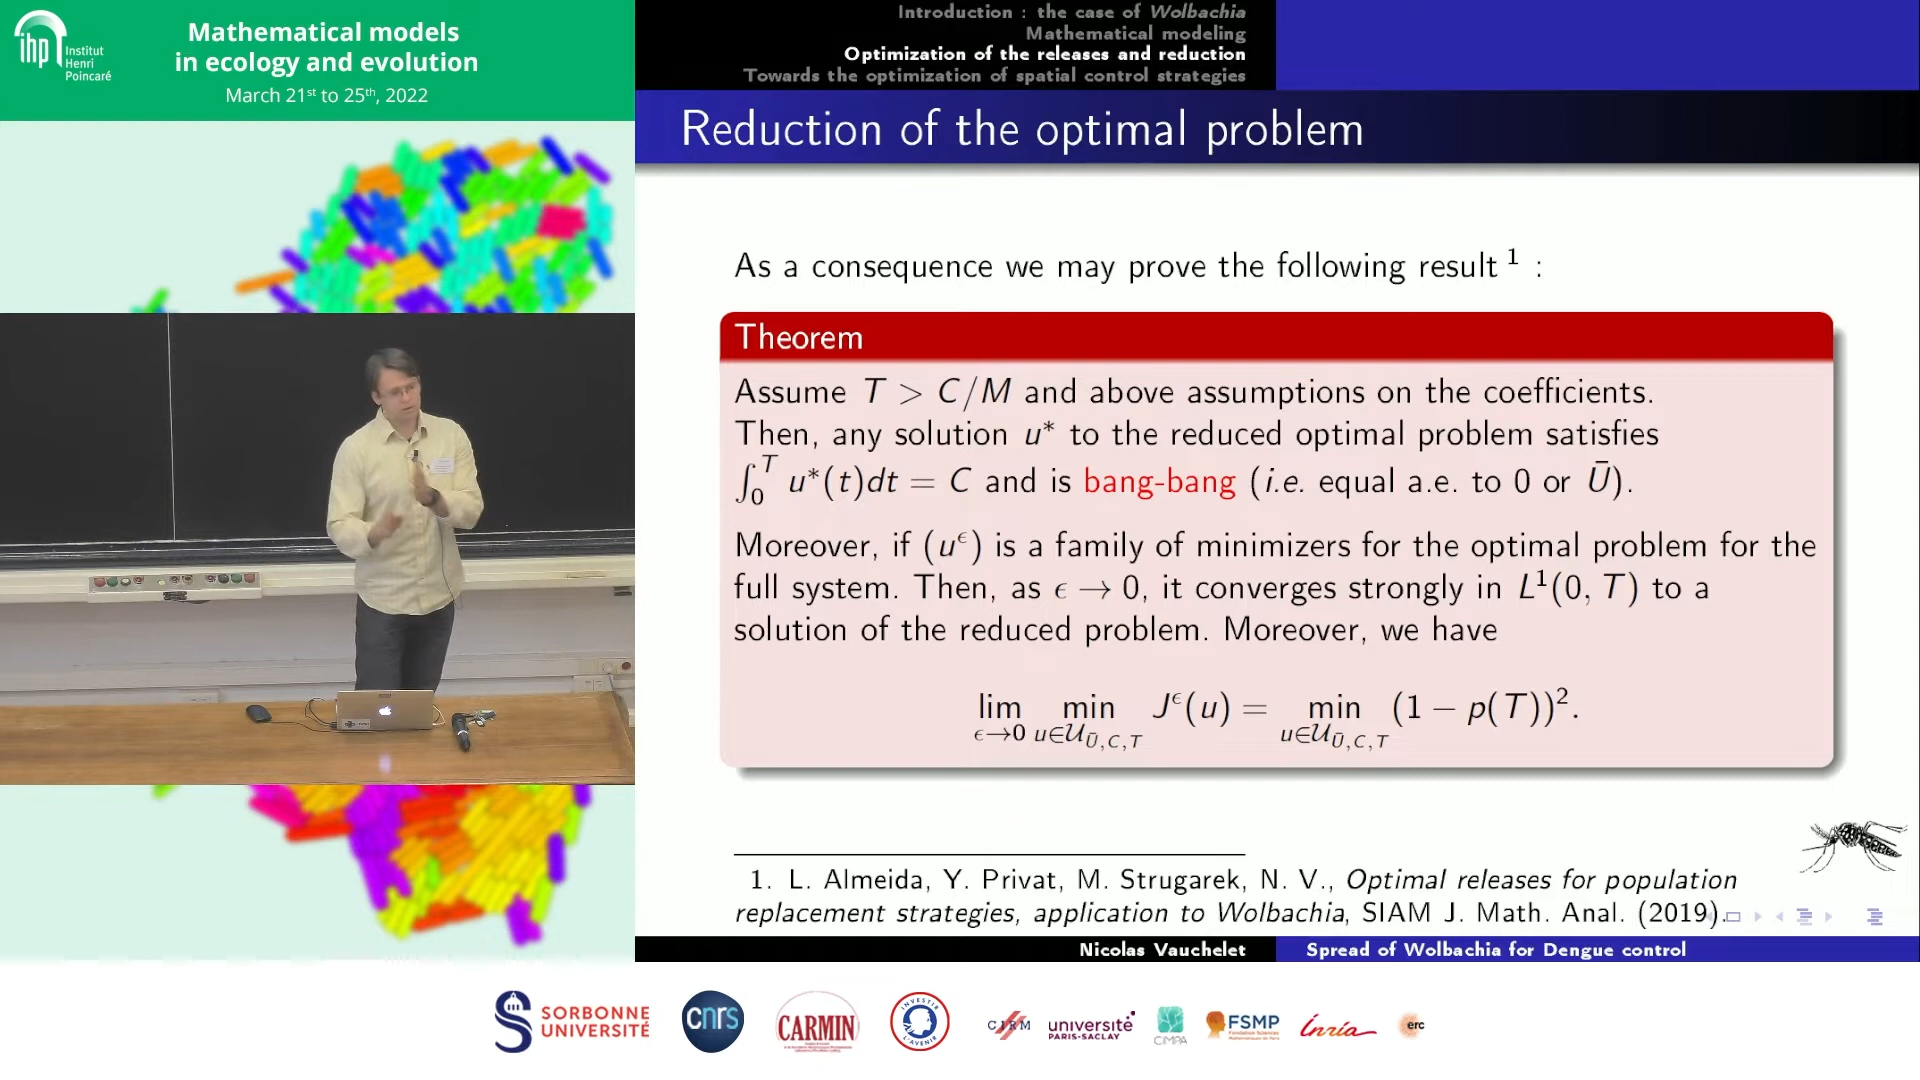 ihp Institut
Henri
Poincaré
Mathematical models
in ecology and evolution
March 21st to 25th, 2022
Introduction : the case of Wolbachia
Mathematical modeling
Optimization of the releases and reduction
Towards the optimization of spatial control strategies
Reduction of the optimal problem
As a consequence we may prove the following result 1 :
Theorem
Assume T > C/M and above assumptions on the coefficients.
Then, any solution u* to the reduced optimal problem satisfies
∫₀ᵀ u*(t)dt = C and is bang-bang (i.e. equal a.e. to 0 or Ū).
Moreover, if (uᵋ) is a family of minimizers for the optimal problem for the
full system. Then, as ϵ → 0, it converges strongly in L¹(0, T) to a
solution of the reduced problem. Moreover, we have
lim min Jᵋ(u) = min (1 − p(T))².
ϵ→0 u∈𝒰Ū,C,T u∈𝒰Ū,C,T
1. L. Almeida, Y. Privat, M. Strugarek, N. V., Optimal releases for population
replacement strategies, application to Wolbachia, SIAM J. Math. Anal. (2019).
Nicolas Vauchelet
Spread of Wolbachia for Dengue control
SORBONNE
UNIVERSITÉ
cnrs
CARMIN
INVESTIR
L'AVENIR
CIRM
université
PARIS-SACLAY
CIMPA
FSMP
Inria
erc